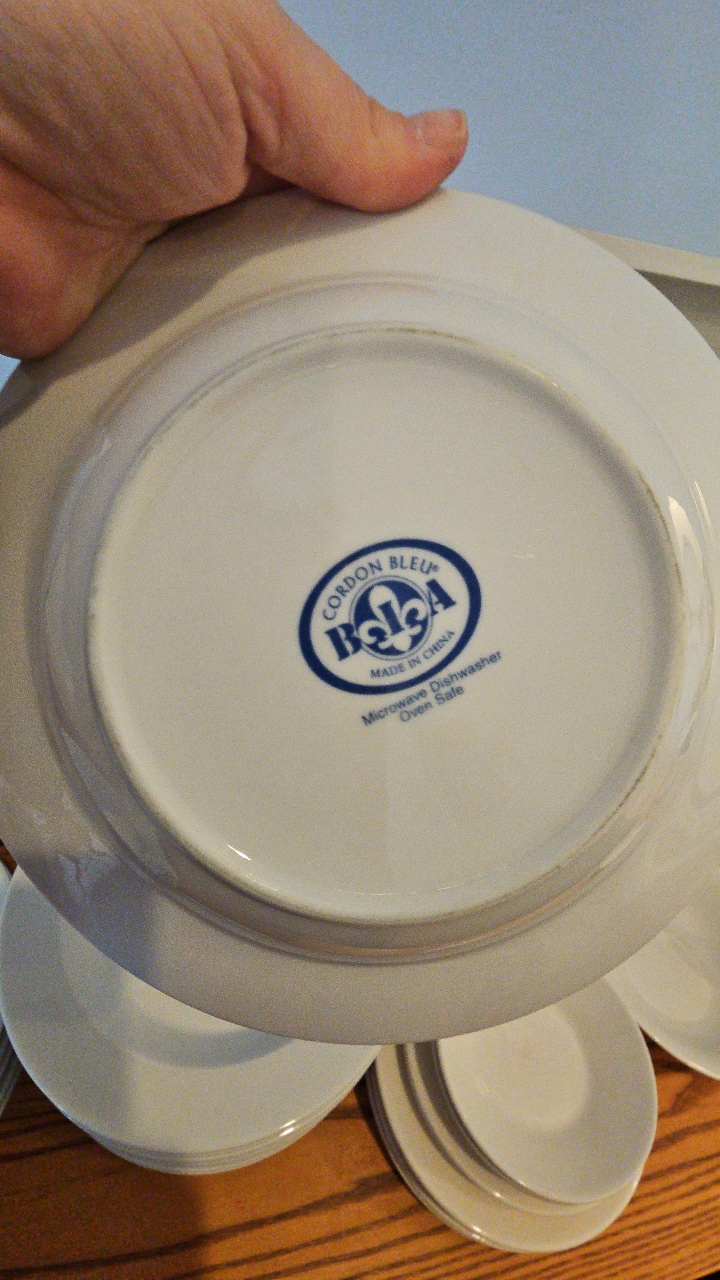 CORDON BLEU®
BIA
MADE IN CHINA
Microwave Dishwasher
Oven Safe